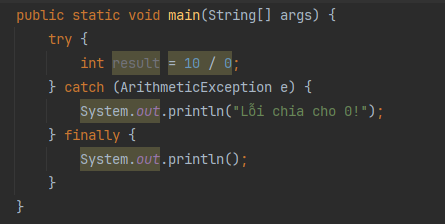 public static void main(String[] args) {
    try {
        int result = 10 / 0;
    } catch (ArithmeticException e) {
        System.out.println("Lỗi chia cho 0!");
    } finally {
        System.out.println();
    }
}